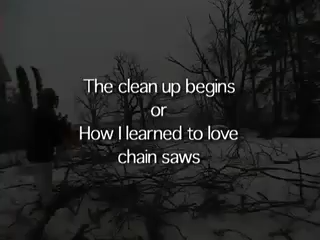 The clean up begins
or
How I learned to love
chain saws